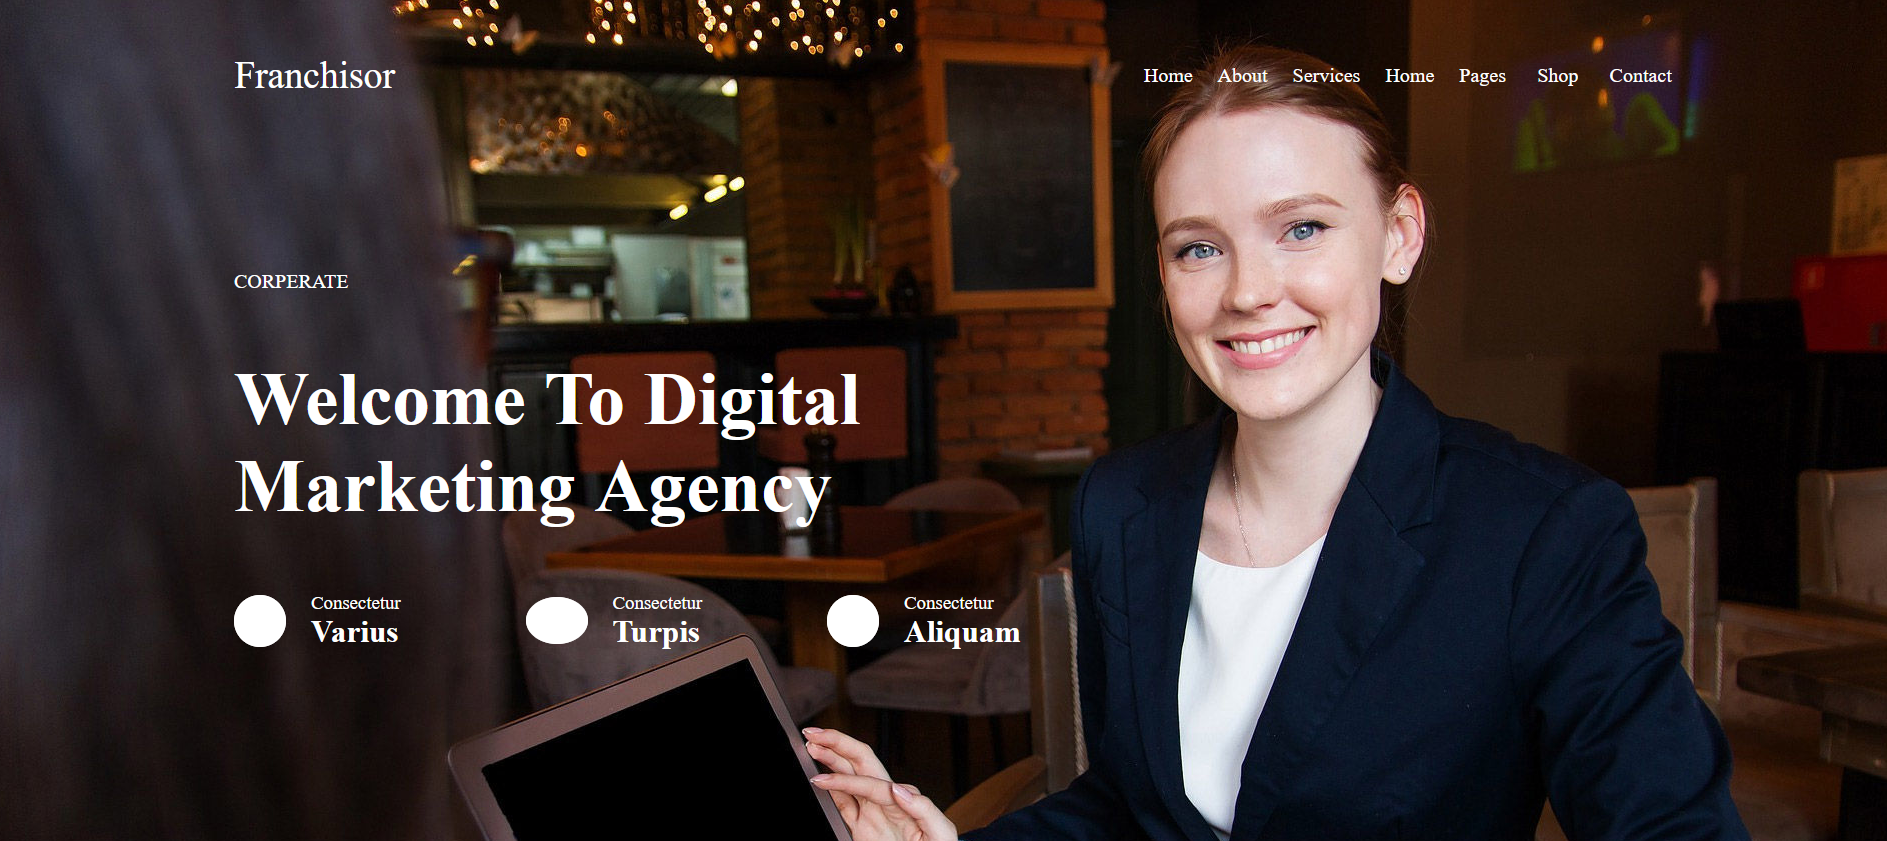 Franchisor
Home About Services Home Pages Shop Contact
CORPERATE
Welcome To Digital
Marketing Agency
Consectetur
Varius
Consectetur
Turpis
Consectetur
Aliquam